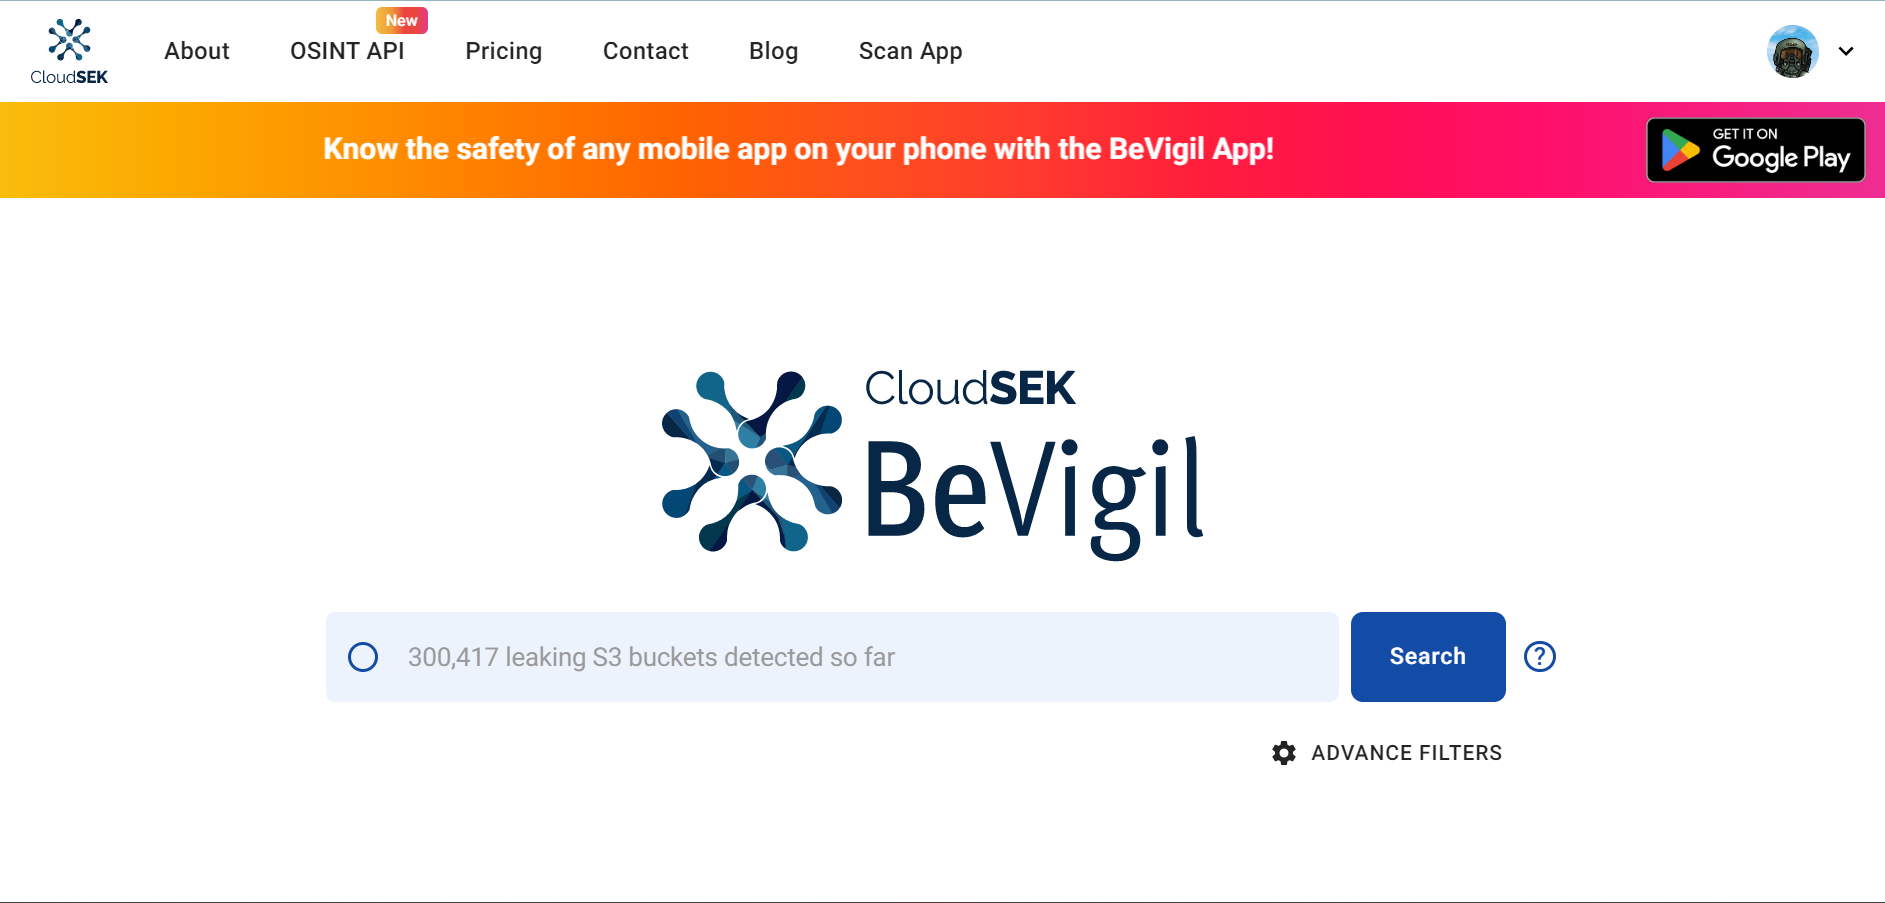 New
CloudSEK
About
OSINT API
Pricing
Contact
Blog
Scan App
Know the safety of any mobile app on your phone with the BeVigil App!
GET IT ON
Google Play
CloudSEK
BeVigil
300,417 leaking S3 buckets detected so far
Search
?
ADVANCE FILTERS